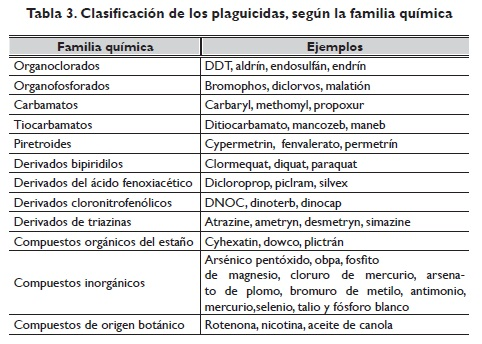 Tabla 3. Clasificación de los plaguicidas, según la familia química
Familia química Ejemplos
Organoclorados DDT, aldrín, endosulfán, endrín
Organofosforados Bromophos, diclorvos, malatión
Carbamatos Carbaryl, methomyl, propoxur
Tiocarbamatos Ditiocarbamato, mancozeb, maneb
Piretroides Cypermetrin, fenvalerato, permetrín
Derivados bipiridilos Clormequat, diquat, paraquat
Derivados del ácido fenoxiacético Dicloroprop, piclram, silvex
Derivados cloronitrofenólicos DNOC, dinoterb, dinocap
Derivados de triazinas Atrazine, ametryn, desmetryn, simazine
Compuestos orgánicos del estaño Cyhexatin, dowco, plictrán
Compuestos inorgánicos Arsénico pentóxido, obpa, fosfito
de magnesio, cloruro de mercurio, arsena-
to de plomo, bromuro de metilo, antimonio,
mercurio,selenio, talio y fósforo blanco
Compuestos de origen botánico Rotenona, nicotina, aceite de canola